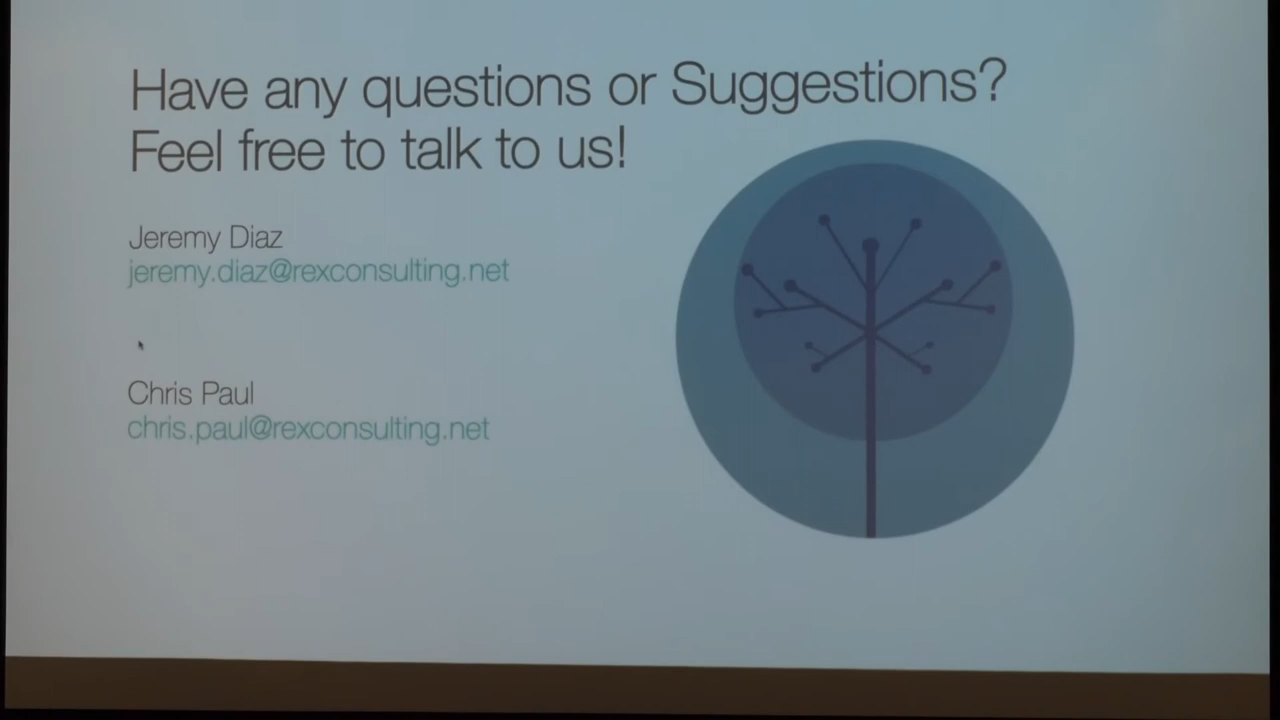 Have any questions or Suggestions?
Feel free to talk to us!
Jeremy Diaz
jeremy.diaz@rexconsulting.net
Chris Paul
chris.paul@rexconsulting.net